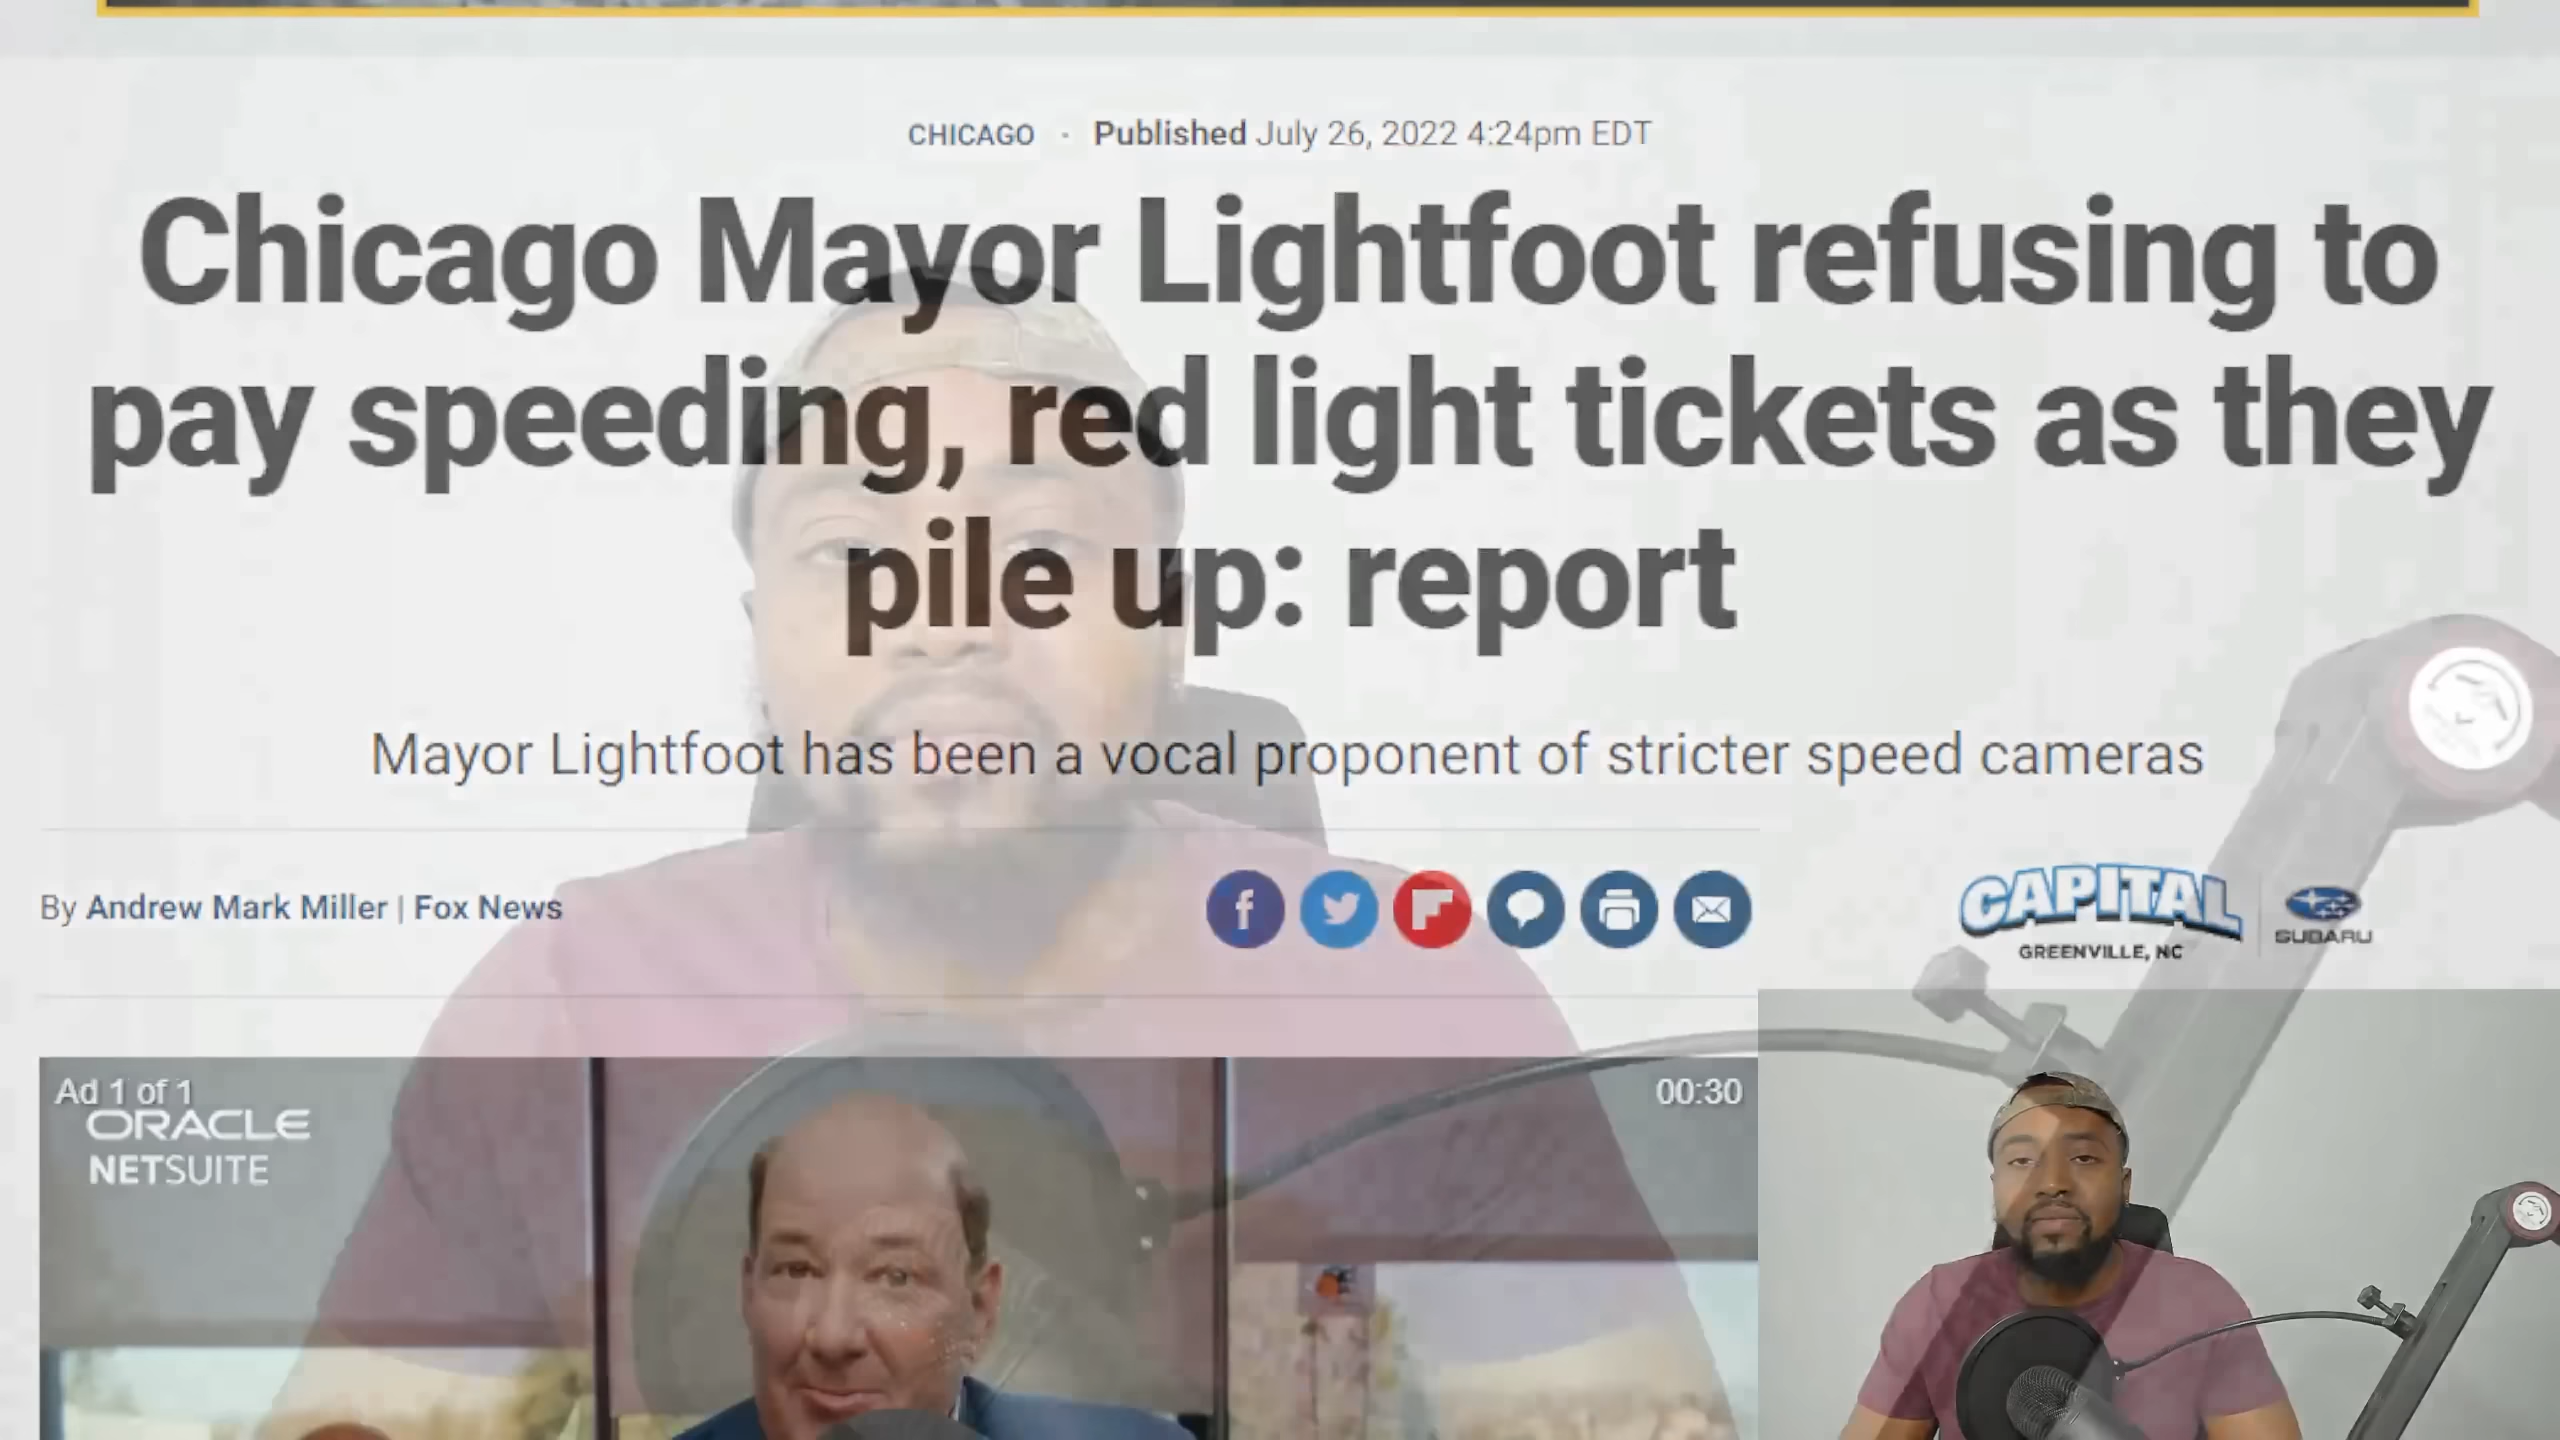 CHICAGO · Published July 26, 2022 4:24pm EDT
Chicago Mayor Lightfoot refusing to
pay speeding, red light tickets as they
pile up: report
Mayor Lightfoot has been a vocal proponent of stricter speed cameras
By Andrew Mark Miller | Fox News
CAPITAL
GREENVILLE, NC
SUBARU
Ad 1 of 1
00:30
ORACLE
NETSUITE